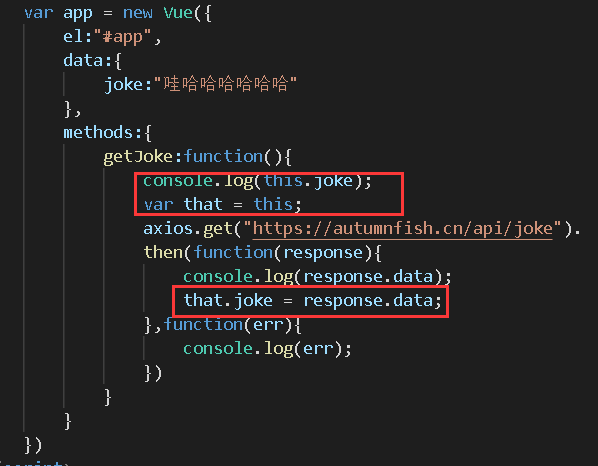 var app = new Vue({
el:"#app",
data:{
joke:"哇哈哈哈哈哈哈"
},
methods:{
getJoke:function(){
console.log(this.joke);
var that = this;
axios.get("https://autumnfish.cn/api/joke").
then(function(response){
console.log(response.data);
that.joke = response.data;
},function(err){
console.log(err);
})
}
}
})